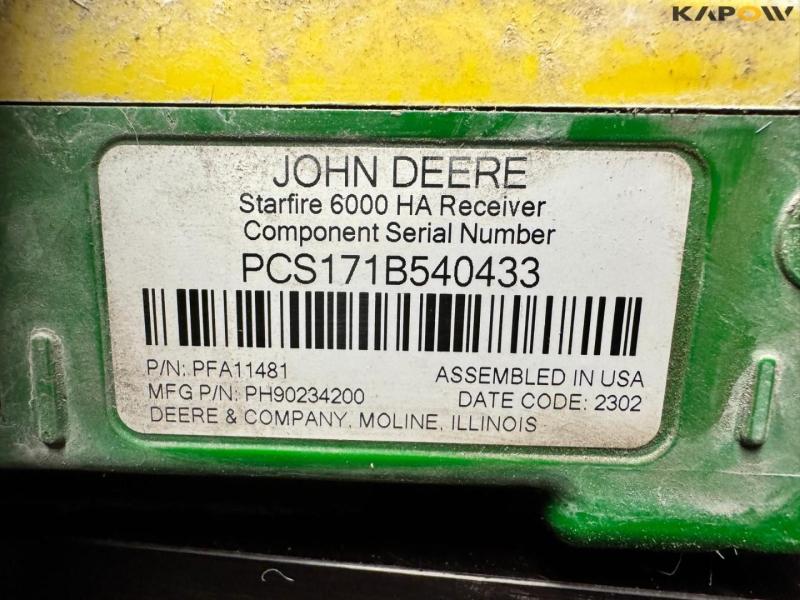 KAPOW
JOHN DEERE
Starfire 6000 HA Receiver
Component Serial Number
PCS171B540433
P/N: PFA11481
ASSEMBLED IN USA
MFG P/N: PH90234200
DATE CODE: 2302
DEERE & COMPANY, MOLINE, ILLINOIS